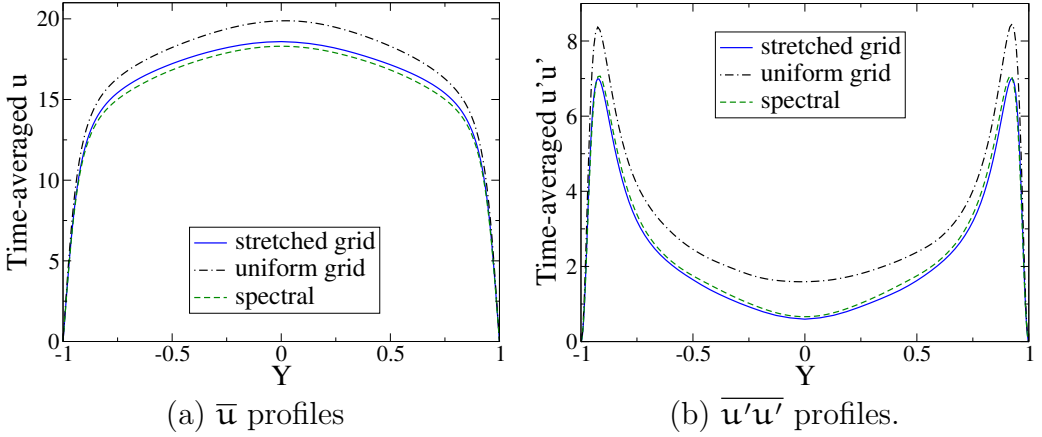 Time-averaged u
20
15
10
5
0
-1
-0.5
0
0.5
1
Y
stretched grid
uniform grid
spectral
(a) u̅ profiles
Time-averaged u'u'
8
6
4
2
0
-1
-0.5
0
0.5
1
Y
stretched grid
uniform grid
spectral
(b) u̅'̅u̅'̅ profiles.